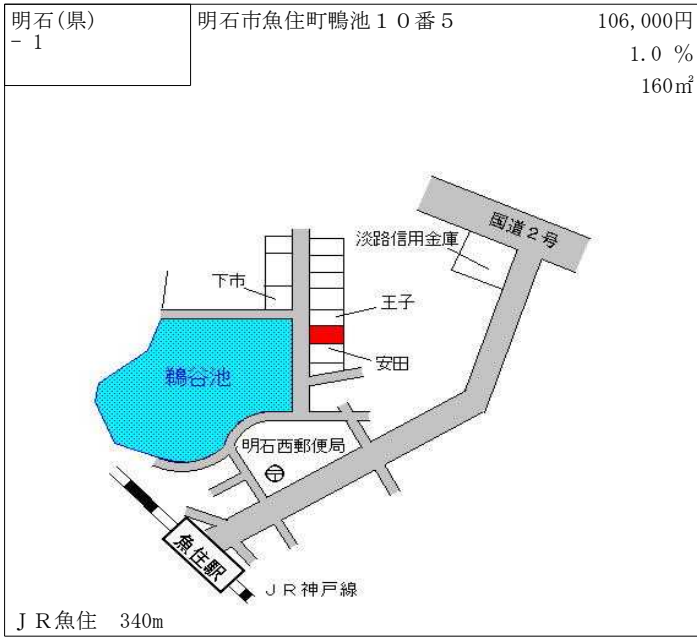 明石(県)
- 1
明石市魚住町鴨池１０番５
106,000円
1.0 %
160㎡
国道２号
淡路信用金庫
下市
王子
安田
鵜谷池
明石西郵便局
魚住駅
ＪＲ神戸線
ＪＲ魚住 340m